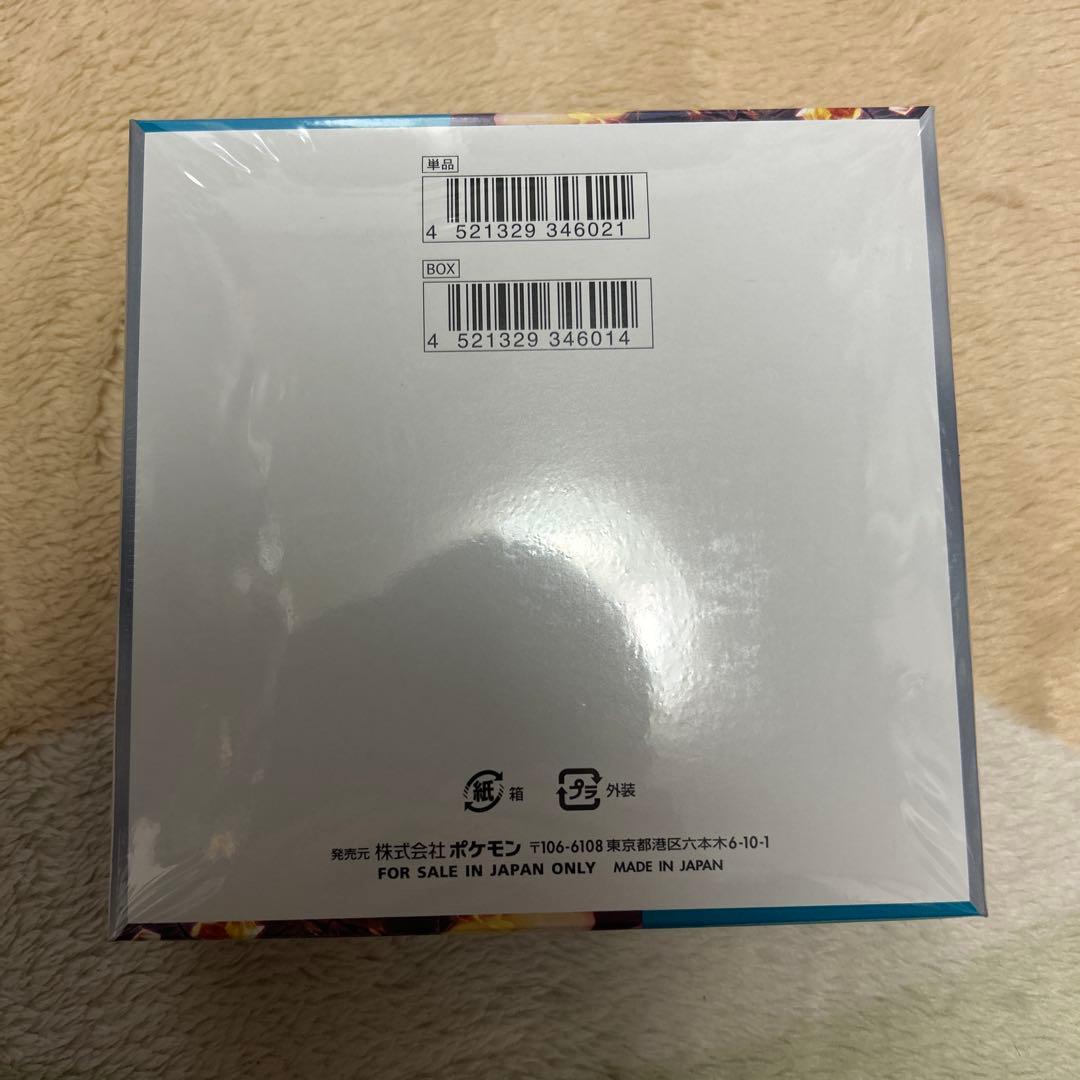 単品
4 521329 346021
BOX
4 521329 346014
紙 箱 プラ 外装
発売元 株式会社ポケモン 〒106-6108 東京都港区六本木6-10-1
FOR SALE IN JAPAN ONLY MADE IN JAPAN